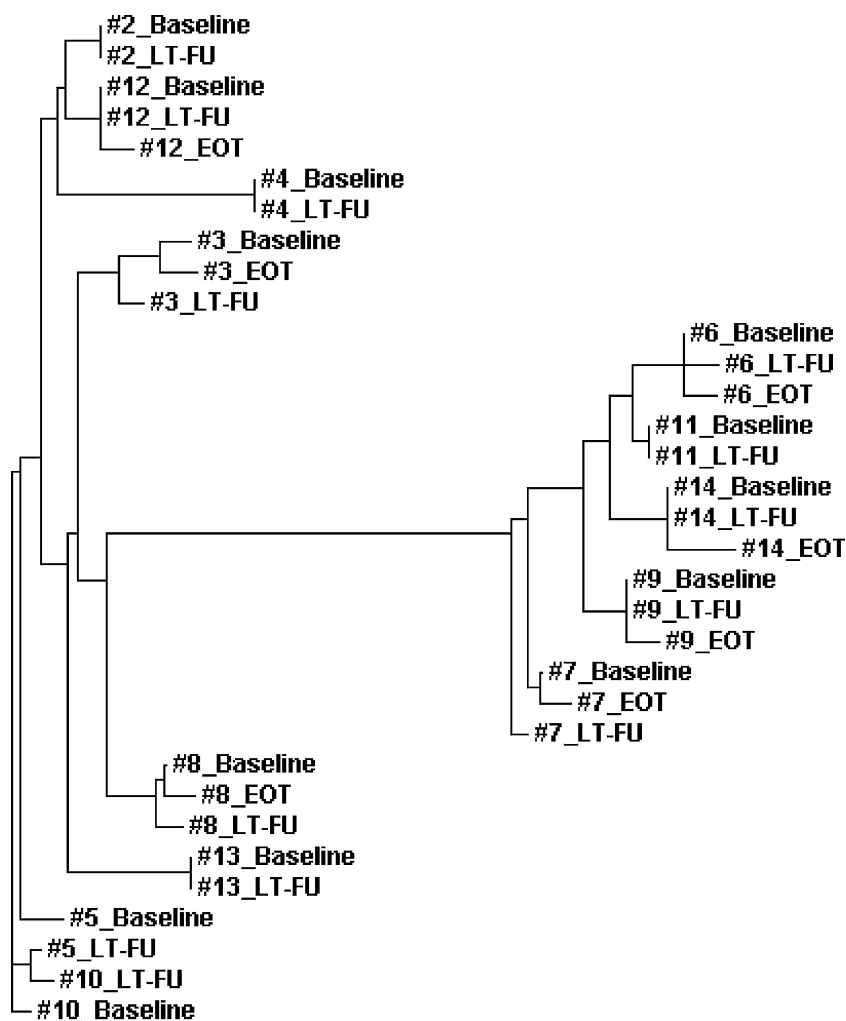 #2_Baseline
#2_LT-FU
#12_Baseline
#12_LT-FU
#12_EOT
#4_Baseline
#4_LT-FU
#3_Baseline
#3_EOT
#3_LT-FU
#6_Baseline
#6_LT-FU
#6_EOT
#11_Baseline
#11_LT-FU
#14_Baseline
#14_LT-FU
#14_EOT
#9_Baseline
#9_LT-FU
#9_EOT
#7_Baseline
#7_EOT
#7_LT-FU
#8_Baseline
#8_EOT
#8_LT-FU
#13_Baseline
#13_LT-FU
#5_Baseline
#5_LT-FU
#10_LT-FU
#10_Baseline